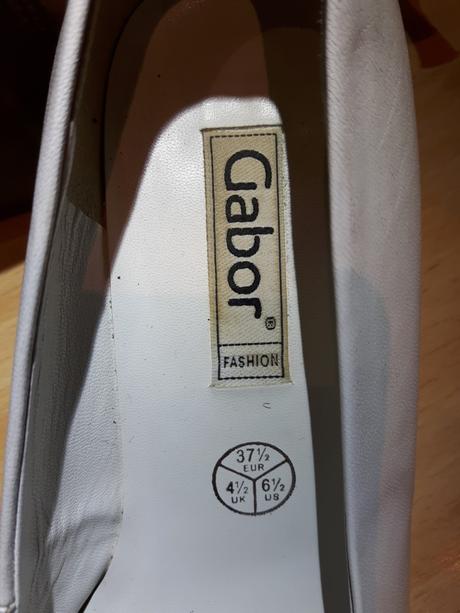 Gabor®
FASHION
37½
EUR
4½
UK
6½
US